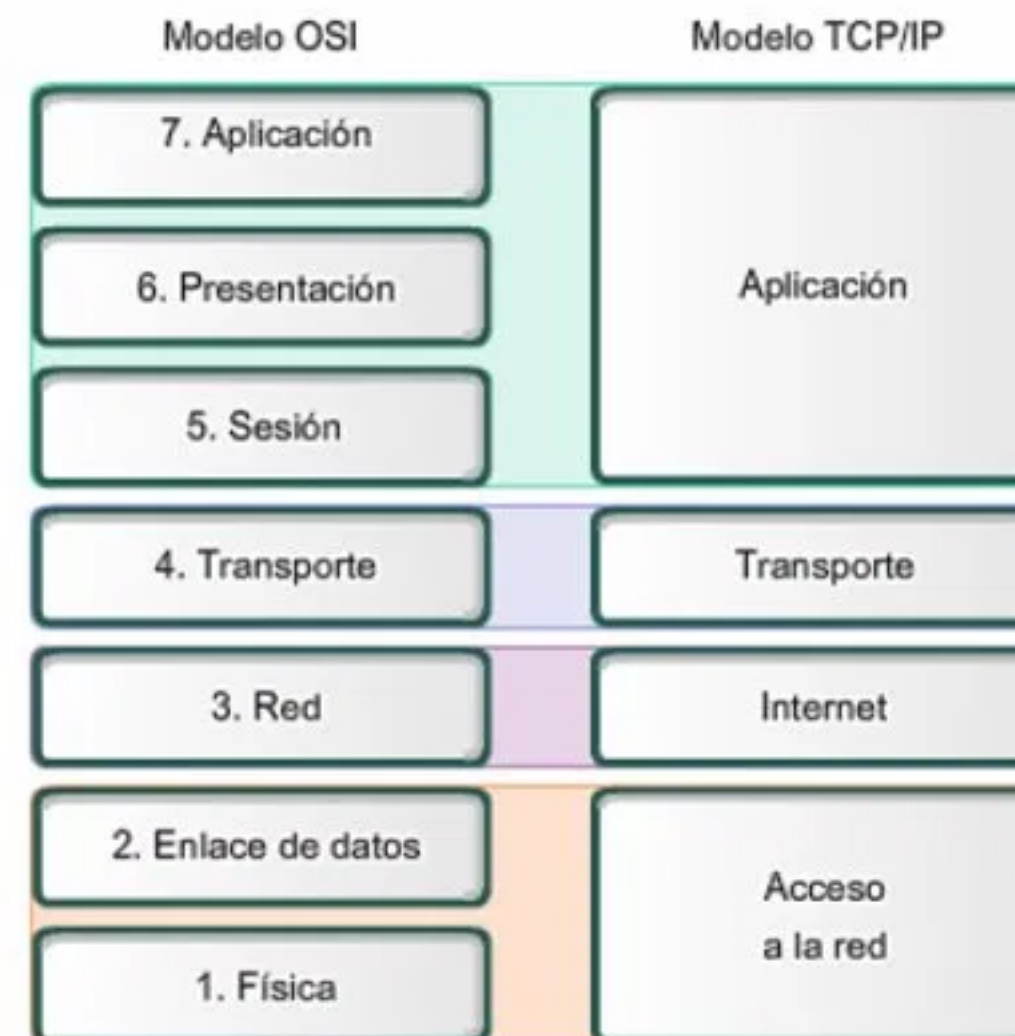 Modelo OSI
Modelo TCP/IP
7. Aplicación
6. Presentación
5. Sesión
Aplicación
4. Transporte
Transporte
3. Red
Internet
2. Enlace de datos
1. Física
Acceso
a la red